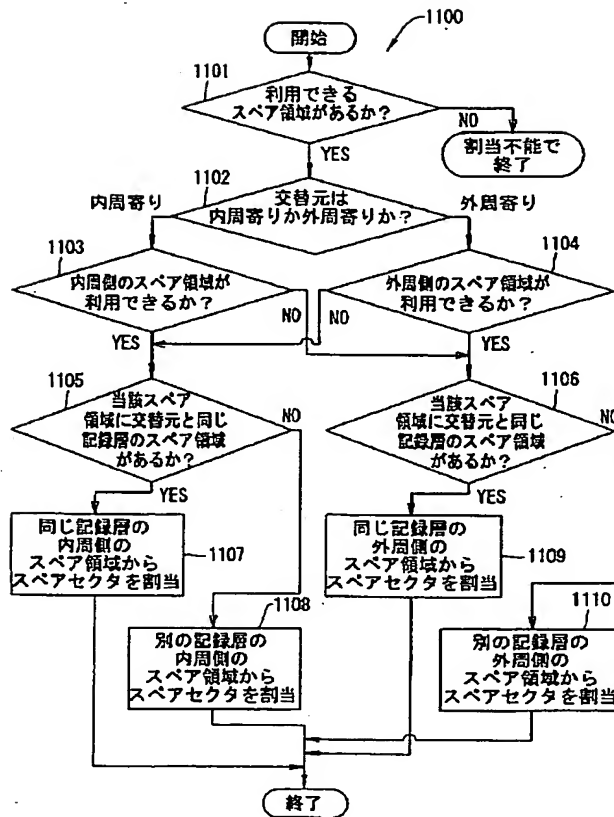 1100
開始
1101
利用できる
スペア領域があるか?
NO
割当不能で
終了
YES
1102
交替元は
内周寄りか外周寄りか?
内周寄り
外周寄り
1103
内周側のスペア領域が
利用できるか?
NO
YES
1104
外周側のスペア領域が
利用できるか?
NO
YES
1105
当該スペア
領域に交替元と同じ
記録層のスペア領域
があるか?
NO
YES
1106
当該スペア
領域に交替元と同じ
記録層のスペア領域
があるか?
NO
YES
同じ記録層の
内周側の
スペア領域から
スペアセクタを割当
1107
同じ記録層の
外周側の
スペア領域から
スペアセクタを割当
1109
1108
別の記録層の
内周側の
スペア領域から
スペアセクタを割当
1110
別の記録層の
外周側の
スペア領域から
スペアセクタを割当
終了